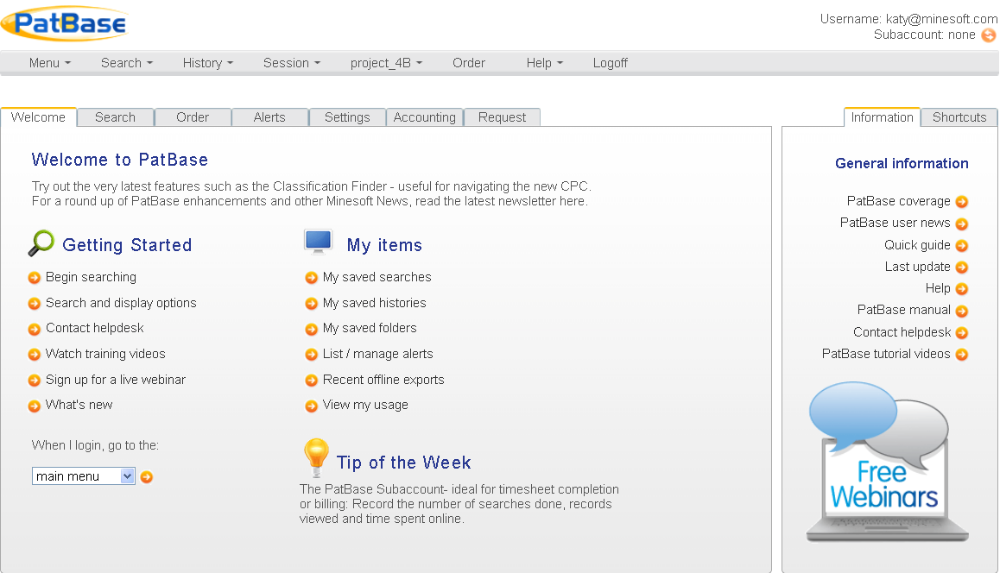 PatBase
Username: katy@minesoft.com
Subaccount: none
Menu Search History Session project_4B Order Help Logoff
Welcome Search Order Alerts Settings Accounting Request
Information Shortcuts
Welcome to PatBase
Try out the very latest features such as the Classification Finder - useful for navigating the new CPC.
For a round up of PatBase enhancements and other Minesoft News, read the latest newsletter here.
Getting Started
Begin searching
Search and display options
Contact helpdesk
Watch training videos
Sign up for a live webinar
What's new
When I login, go to the:
main menu
My items
My saved searches
My saved histories
My saved folders
List / manage alerts
Recent offline exports
View my usage
Tip of the Week
The PatBase Subaccount- ideal for timesheet completion
or billing: Record the number of searches done, records
viewed and time spent online.
General information
PatBase coverage
PatBase user news
Quick guide
Last update
Help
PatBase manual
Contact helpdesk
PatBase tutorial videos
Free
Webinars